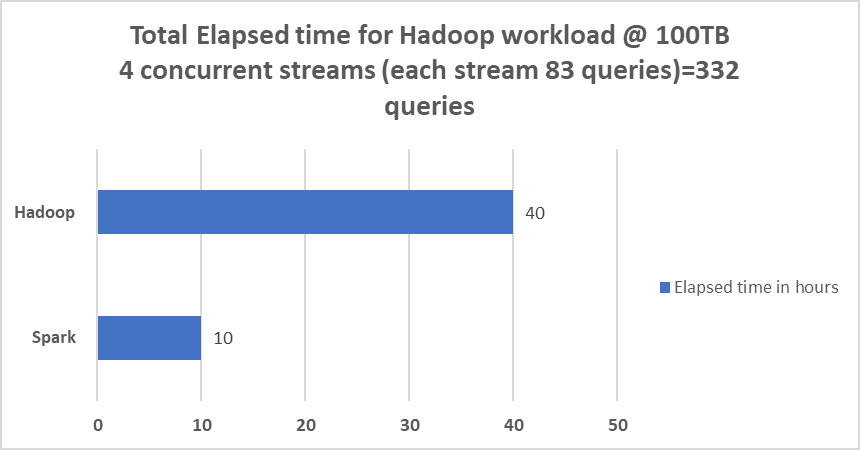 Total Elapsed time for Hadoop workload @ 100TB
4 concurrent streams (each stream 83 queries)=332
queries
Hadoop
40
Elapsed time in hours
Spark
10
0 10 20 30 40 50